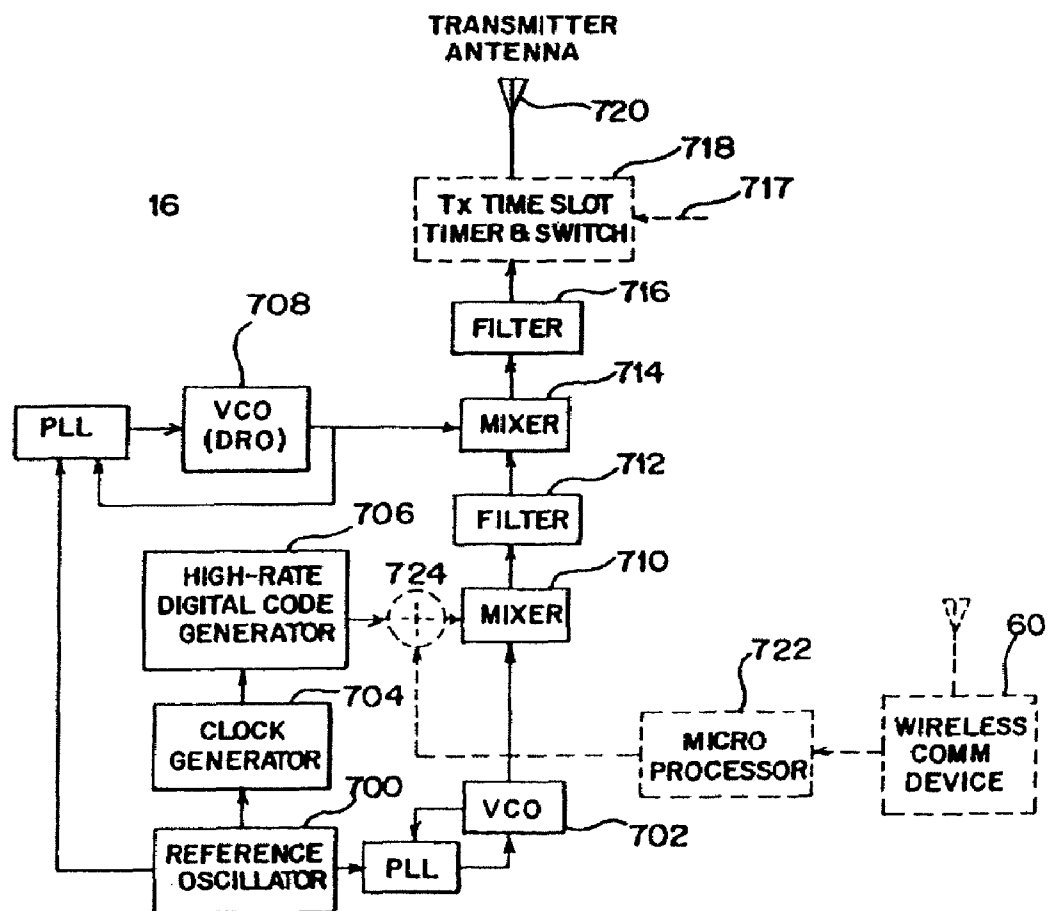 TRANSMITTER
ANTENNA
720
718
Tx TIME SLOT
TIMER & SWITCH
717
16
716
FILTER
708
714
PLL
VCO
(DRO)
MIXER
712
FILTER
706
HIGH-RATE
DIGITAL CODE
GENERATOR
724
710
MIXER
60
722
704
CLOCK
GENERATOR
MICRO
PROCESSOR
WIRELESS
COMM
DEVICE
700
VCO
702
REFERENCE
OSCILLATOR
PLL